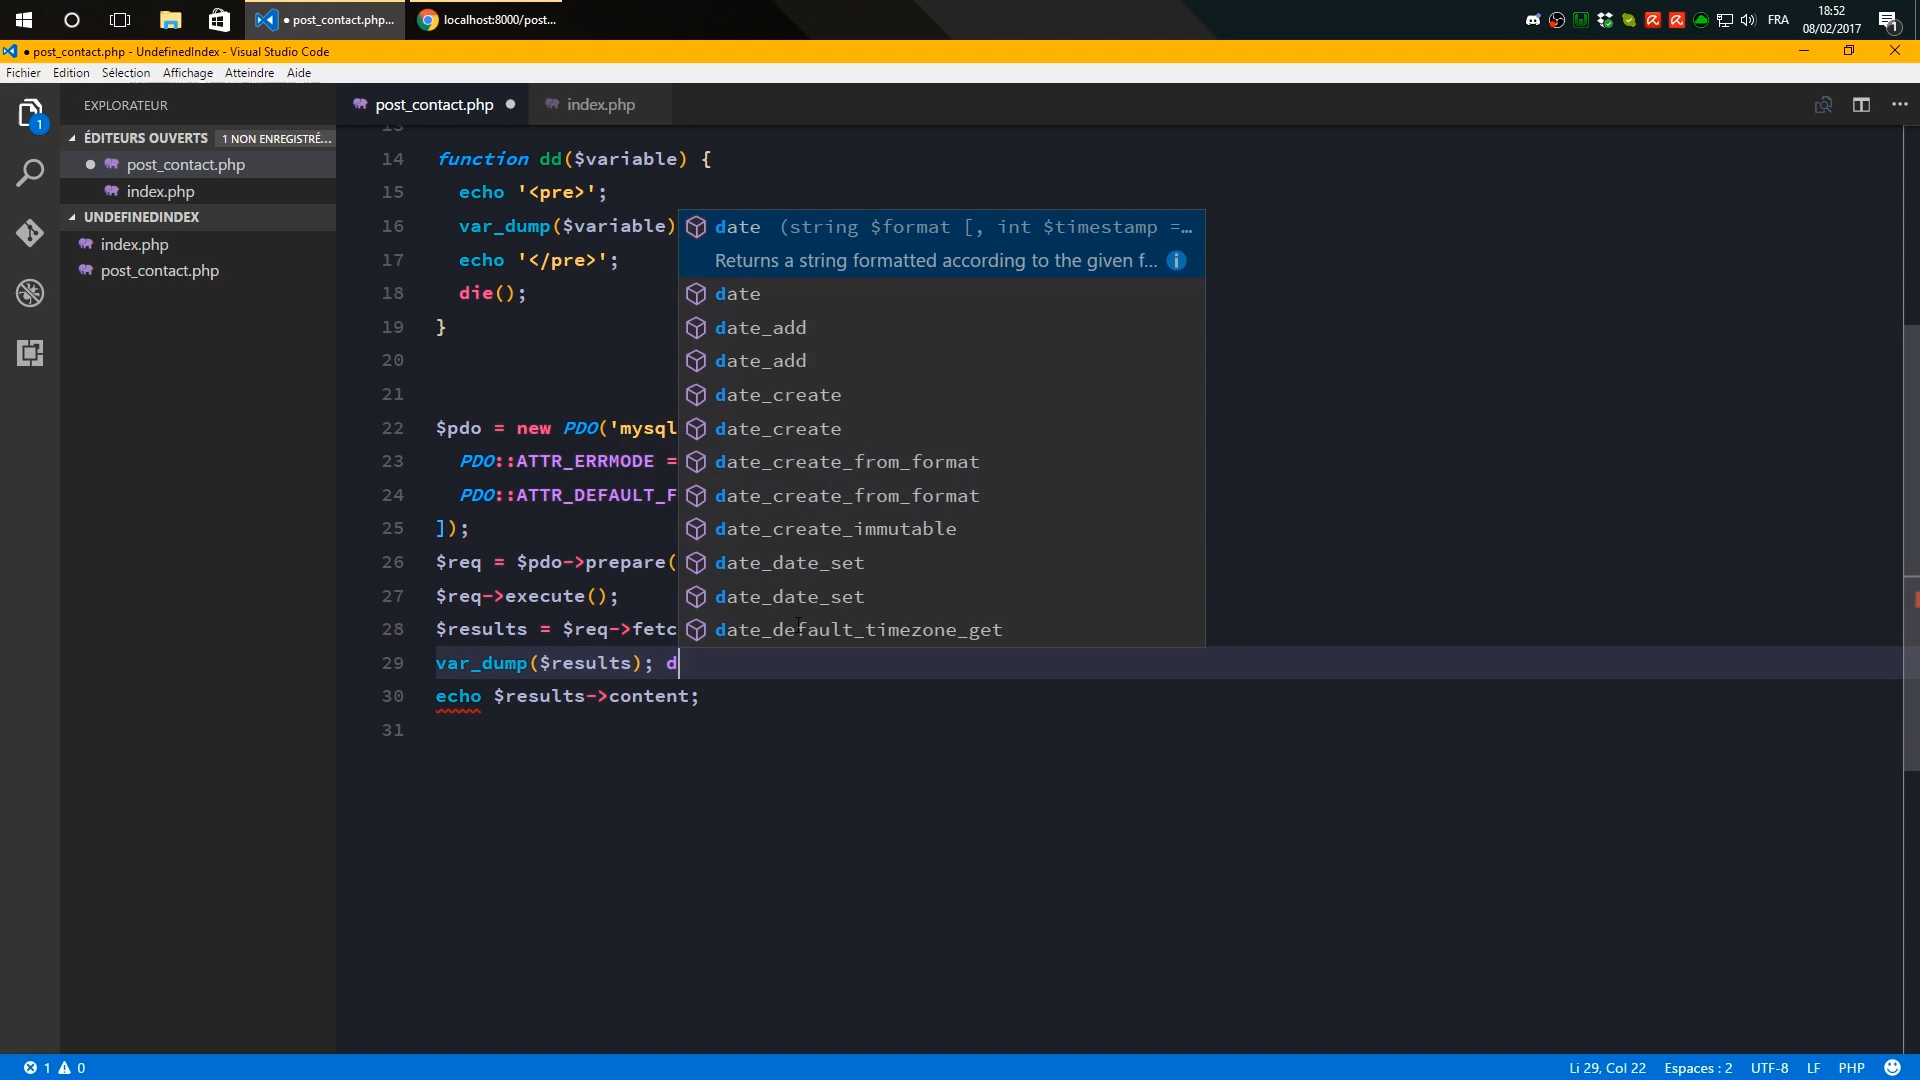 post_contact.php...
localhost:8000/post...
FRA
18:52
08/02/2017
1
● post_contact.php - UndefinedIndex - Visual Studio Code
Fichier Edition Sélection Affichage Atteindre Aide
EXPLORATEUR
1
ÉDITEURS OUVERTS 1 NON ENREGISTRÉ...
post_contact.php
index.php
UNDEFINEDINDEX
index.php
post_contact.php
post_contact.php ● index.php
13
14 function dd($variable) {
15 echo '<pre>';
16 var_dump($variable)
17 echo '</pre>';
18 die();
19 }
20
21
22 $pdo = new PDO('mysql
23 PDO::ATTR_ERRMODE =
24 PDO::ATTR_DEFAULT_F
25 ]);
26 $req = $pdo->prepare(
27 $req->execute();
28 $results = $req->fetc
29 var_dump($results); d
30 echo $results->content;
31
date (string $format [, int $timestamp =...
Returns a string formatted according to the given f...
date
date_add
date_add
date_create
date_create
date_create_from_format
date_create_from_format
date_create_immutable
date_date_set
date_date_set
date_default_timezone_get
1 0
Li 29, Col 22 Espaces : 2 UTF-8 LF PHP